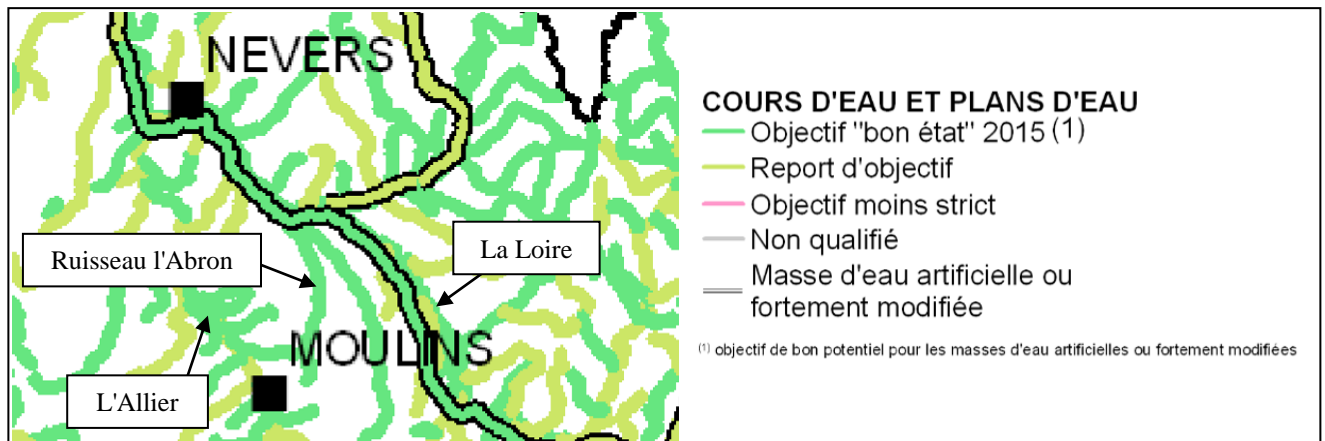 NEVERS
Ruisseau l'Abron
La Loire
MOULINS
L'Allier
COURS D'EAU ET PLANS D'EAU
Objectif "bon état" 2015 (1)
Report d'objectif
Objectif moins strict
Non qualifié
Masse d'eau artificielle ou
fortement modifiée
(1) objectif de bon potentiel pour les masses d'eau artificielles ou fortement modifiées